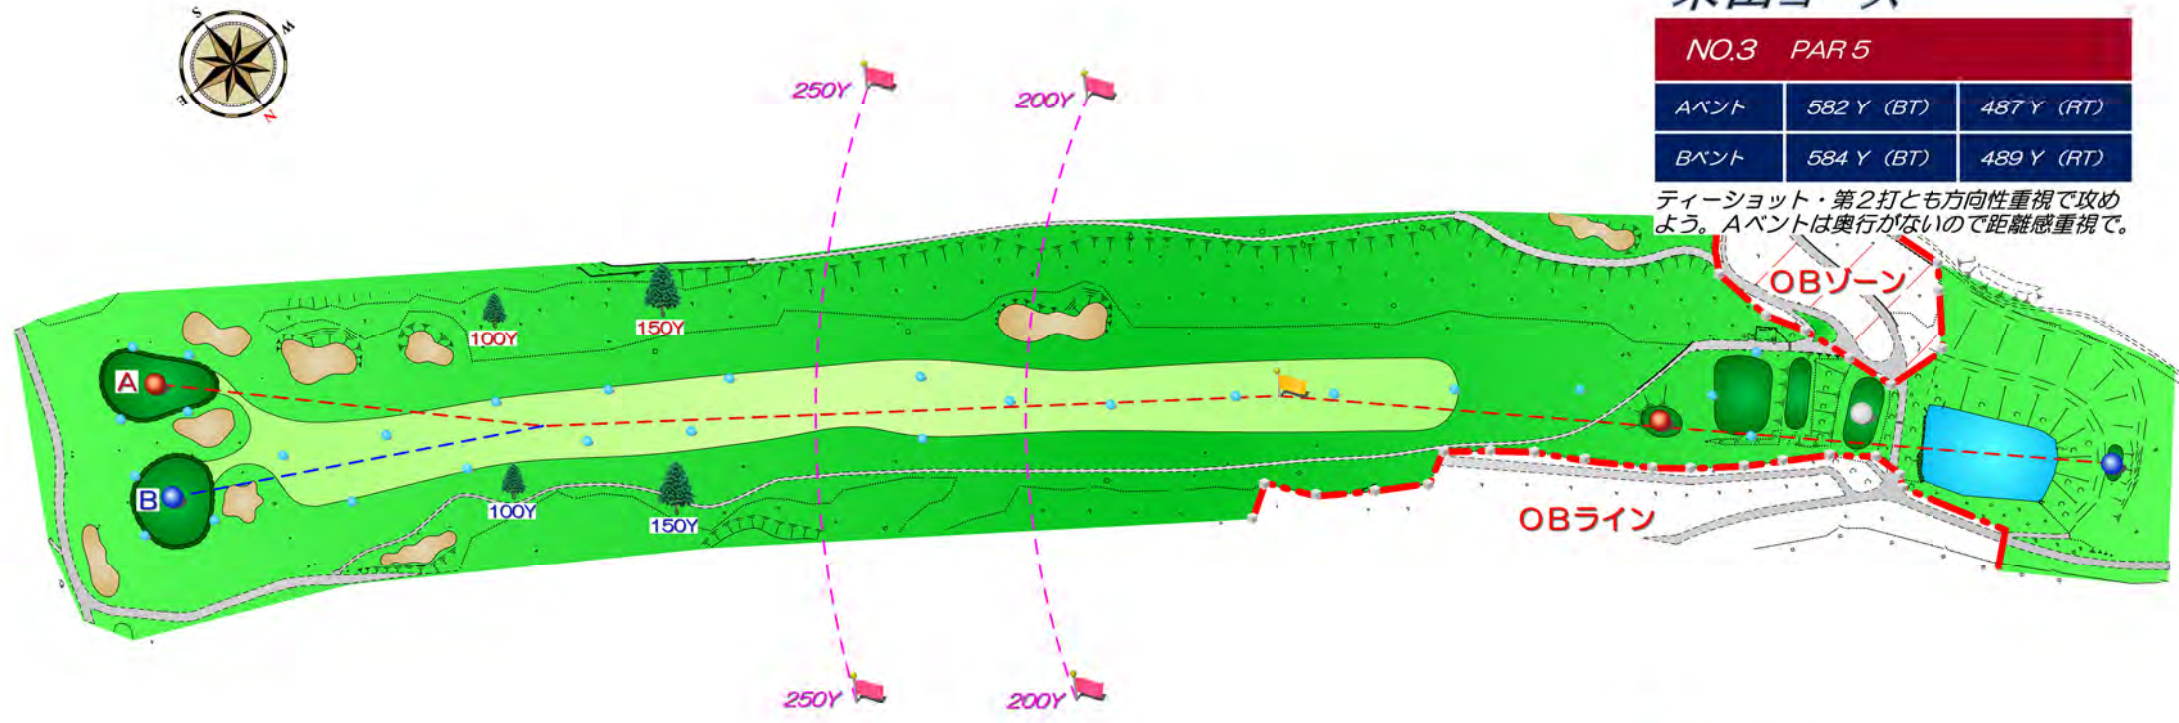 NO.3 PAR 5
Aベント 582 Y (BT) 487 Y (RT)
Bベント 584 Y (BT) 489 Y (RT)
ティーショット・第2打とも方向性重視で攻め
よう。Aベントは奥行がないので距離感重視で。
S
W
E
N
250Y
200Y
OBゾーン
100Y
150Y
A
B
100Y
150Y
OBライン
250Y
200Y